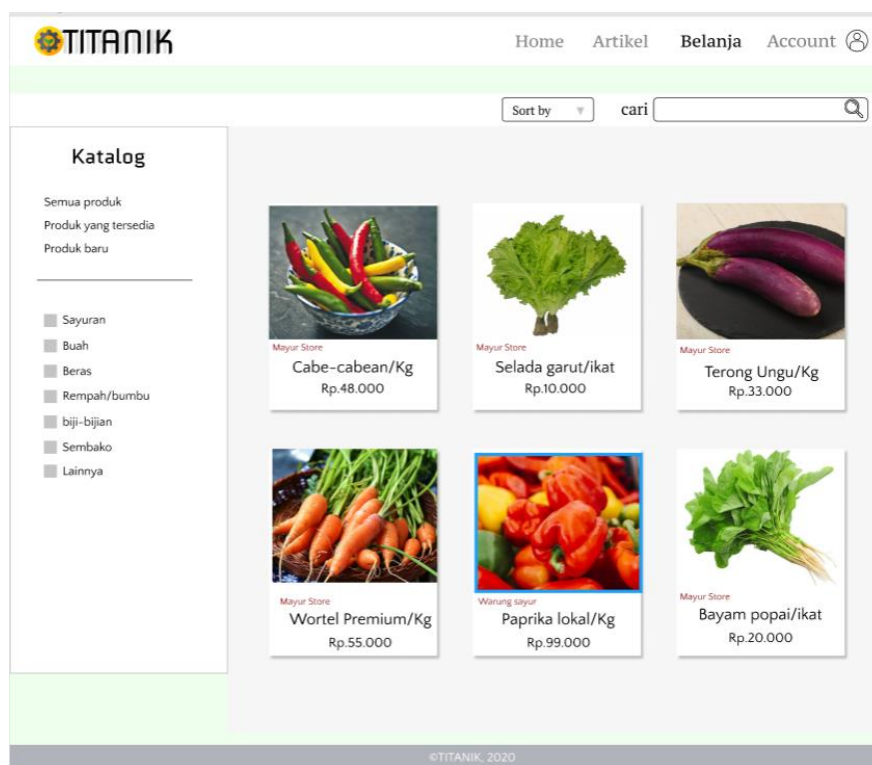 TITANIK
Home Artikel Belanja Account
Sort by cari
Katalog
Semua produk
Produk yang tersedia
Produk baru
Sayuran
Buah
Beras
Rempah/bumbu
biji-bijian
Sembako
Lainnya
Mayur Store
Cabe-cabean/Kg
Rp.48.000
Mayur Store
Selada garut/ikat
Rp.10.000
Mayur Store
Terong Ungu/Kg
Rp.33.000
Mayur Store
Wortel Premium/Kg
Rp.55.000
Warung sayur
Paprika lokal/Kg
Rp.99.000
Mayur Store
Bayam popai/ikat
Rp.20.000
©TITANIK, 2020